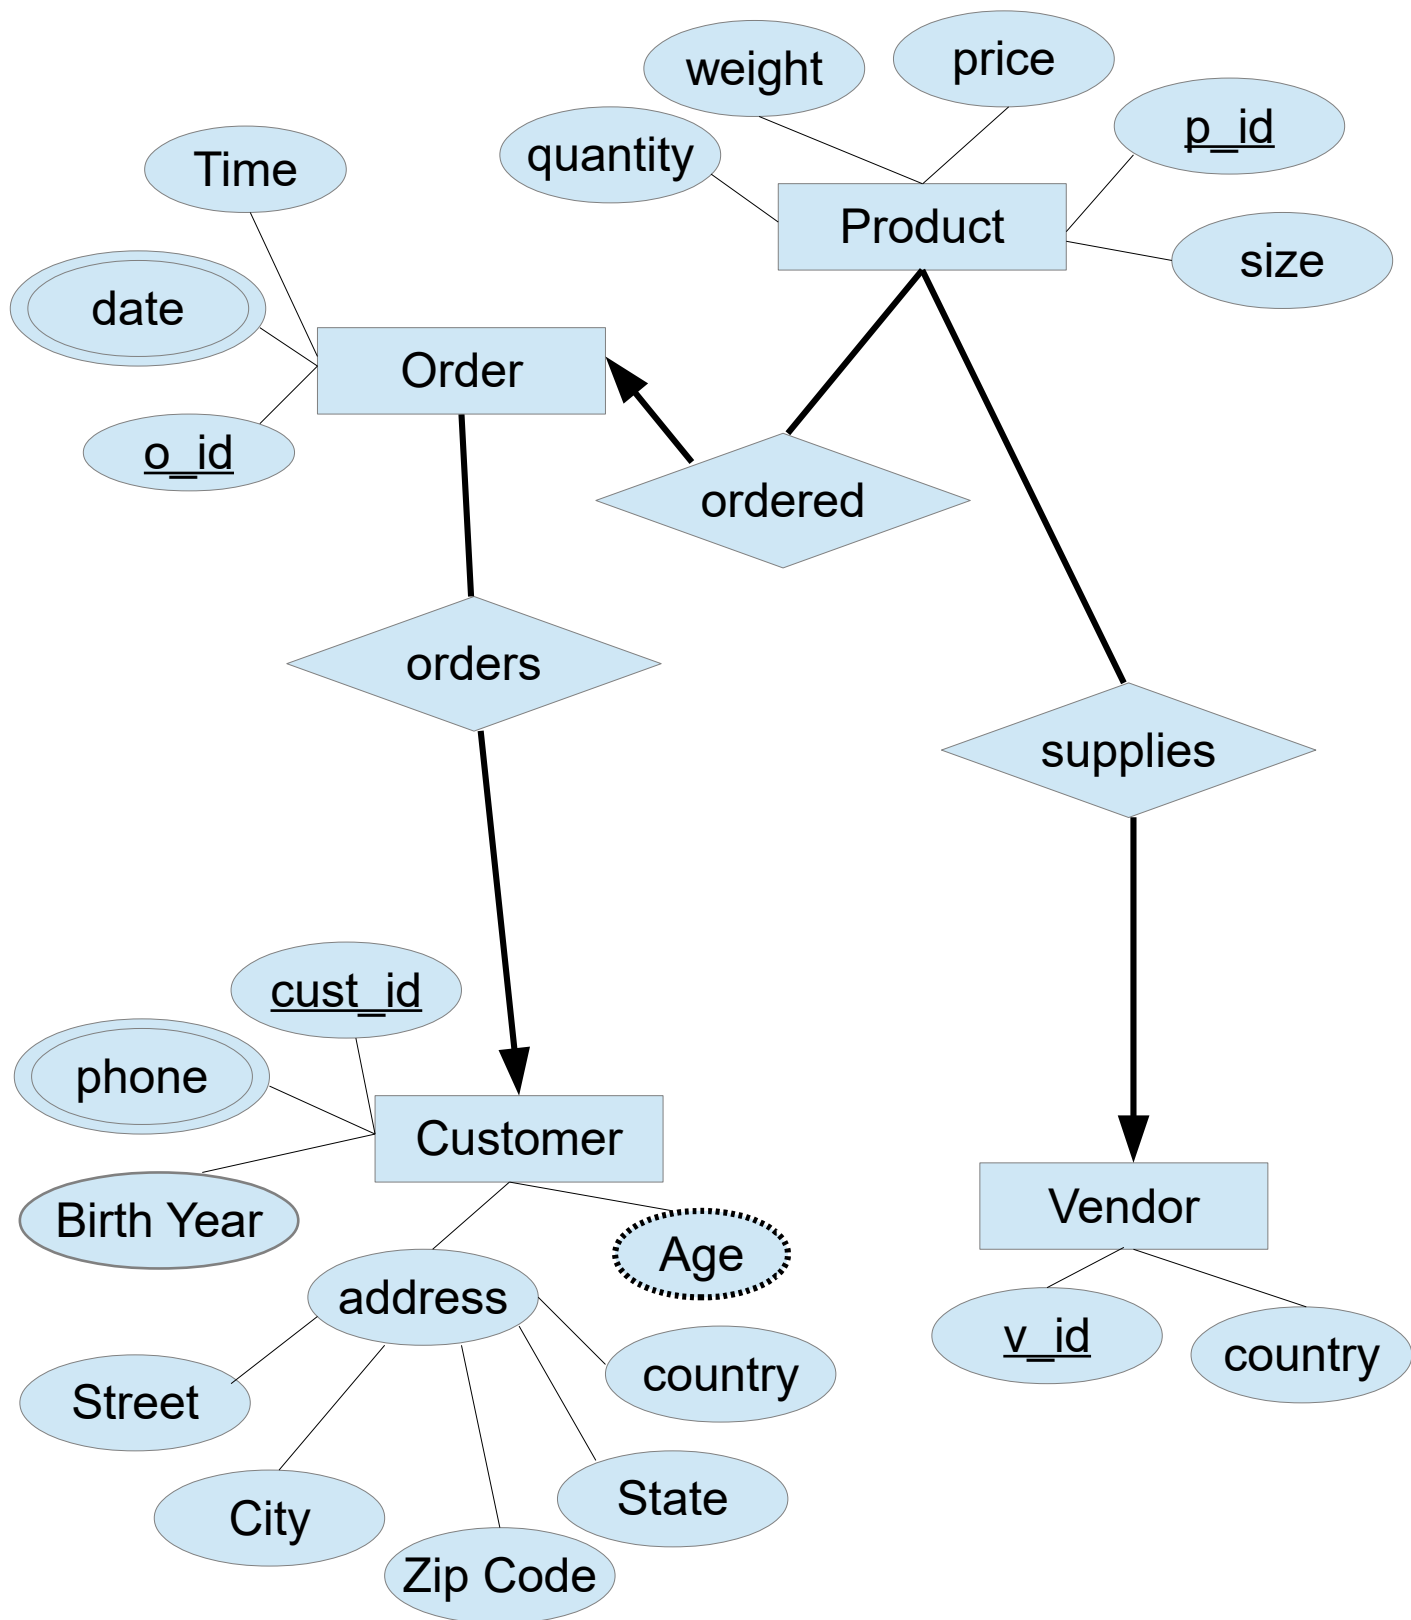 weight
price
p_id
quantity
Time
Product
size
date
Order
o_id
ordered
orders
supplies
cust_id
phone
Customer
Birth Year
Vendor
Age
address
v_id
country
country
Street
State
City
Zip Code